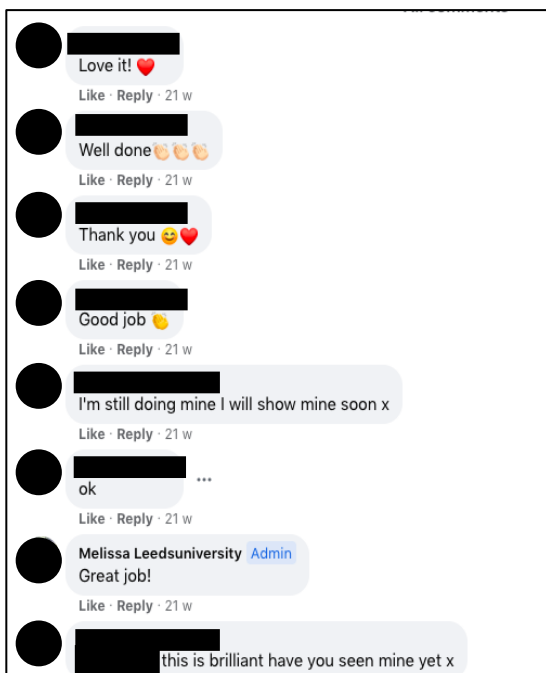 Love it! ❤️
Like · Reply · 21 w
Well done👏🏻👏🏻👏🏻
Like · Reply · 21 w
Thank you 😊❤️
Like · Reply · 21 w
Good job 👏
Like · Reply · 21 w
I'm still doing mine I will show mine soon x
Like · Reply · 21 w
ok
Like · Reply · 21 w
Melissa Leedsuniversity Admin
Great job!
Like · Reply · 21 w
this is brilliant have you seen mine yet x